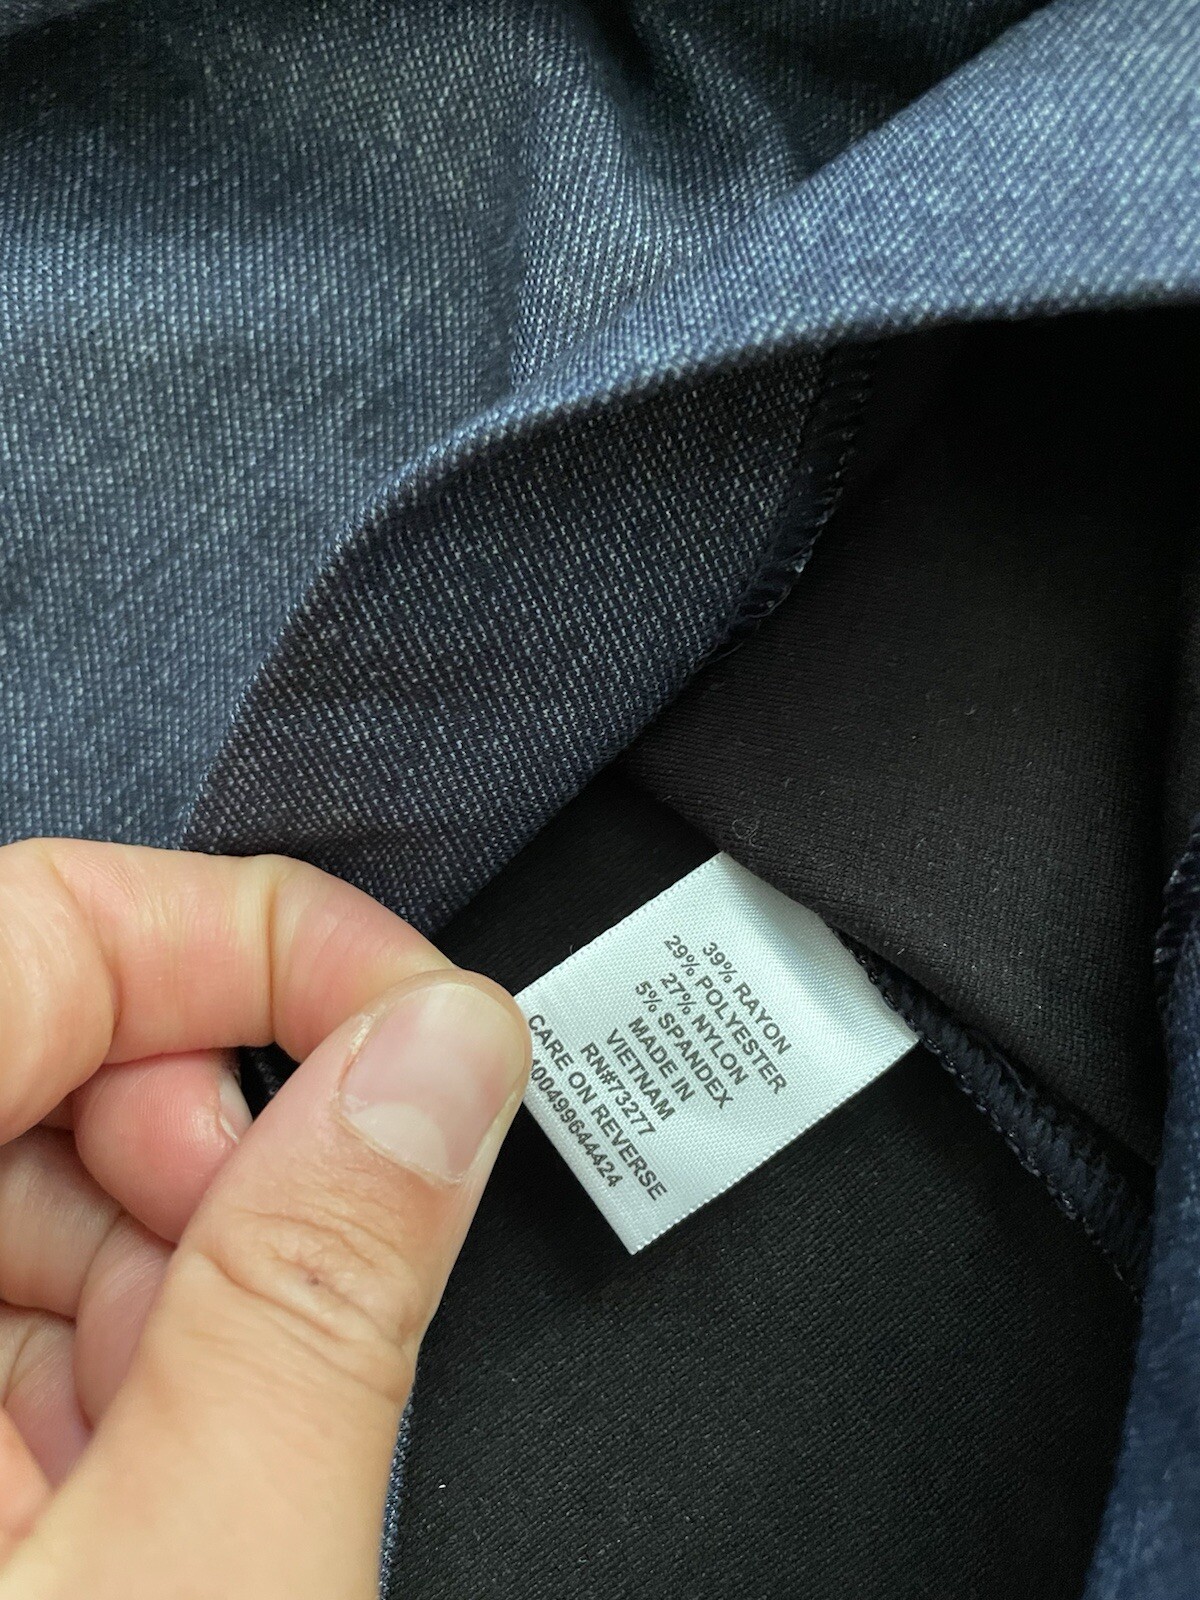 39% RAYON
29% POLYESTER
27% NYLON
5% SPANDEX
MADE IN
VIETNAM
RN#73277
CARE ON REVERSE
400499644424